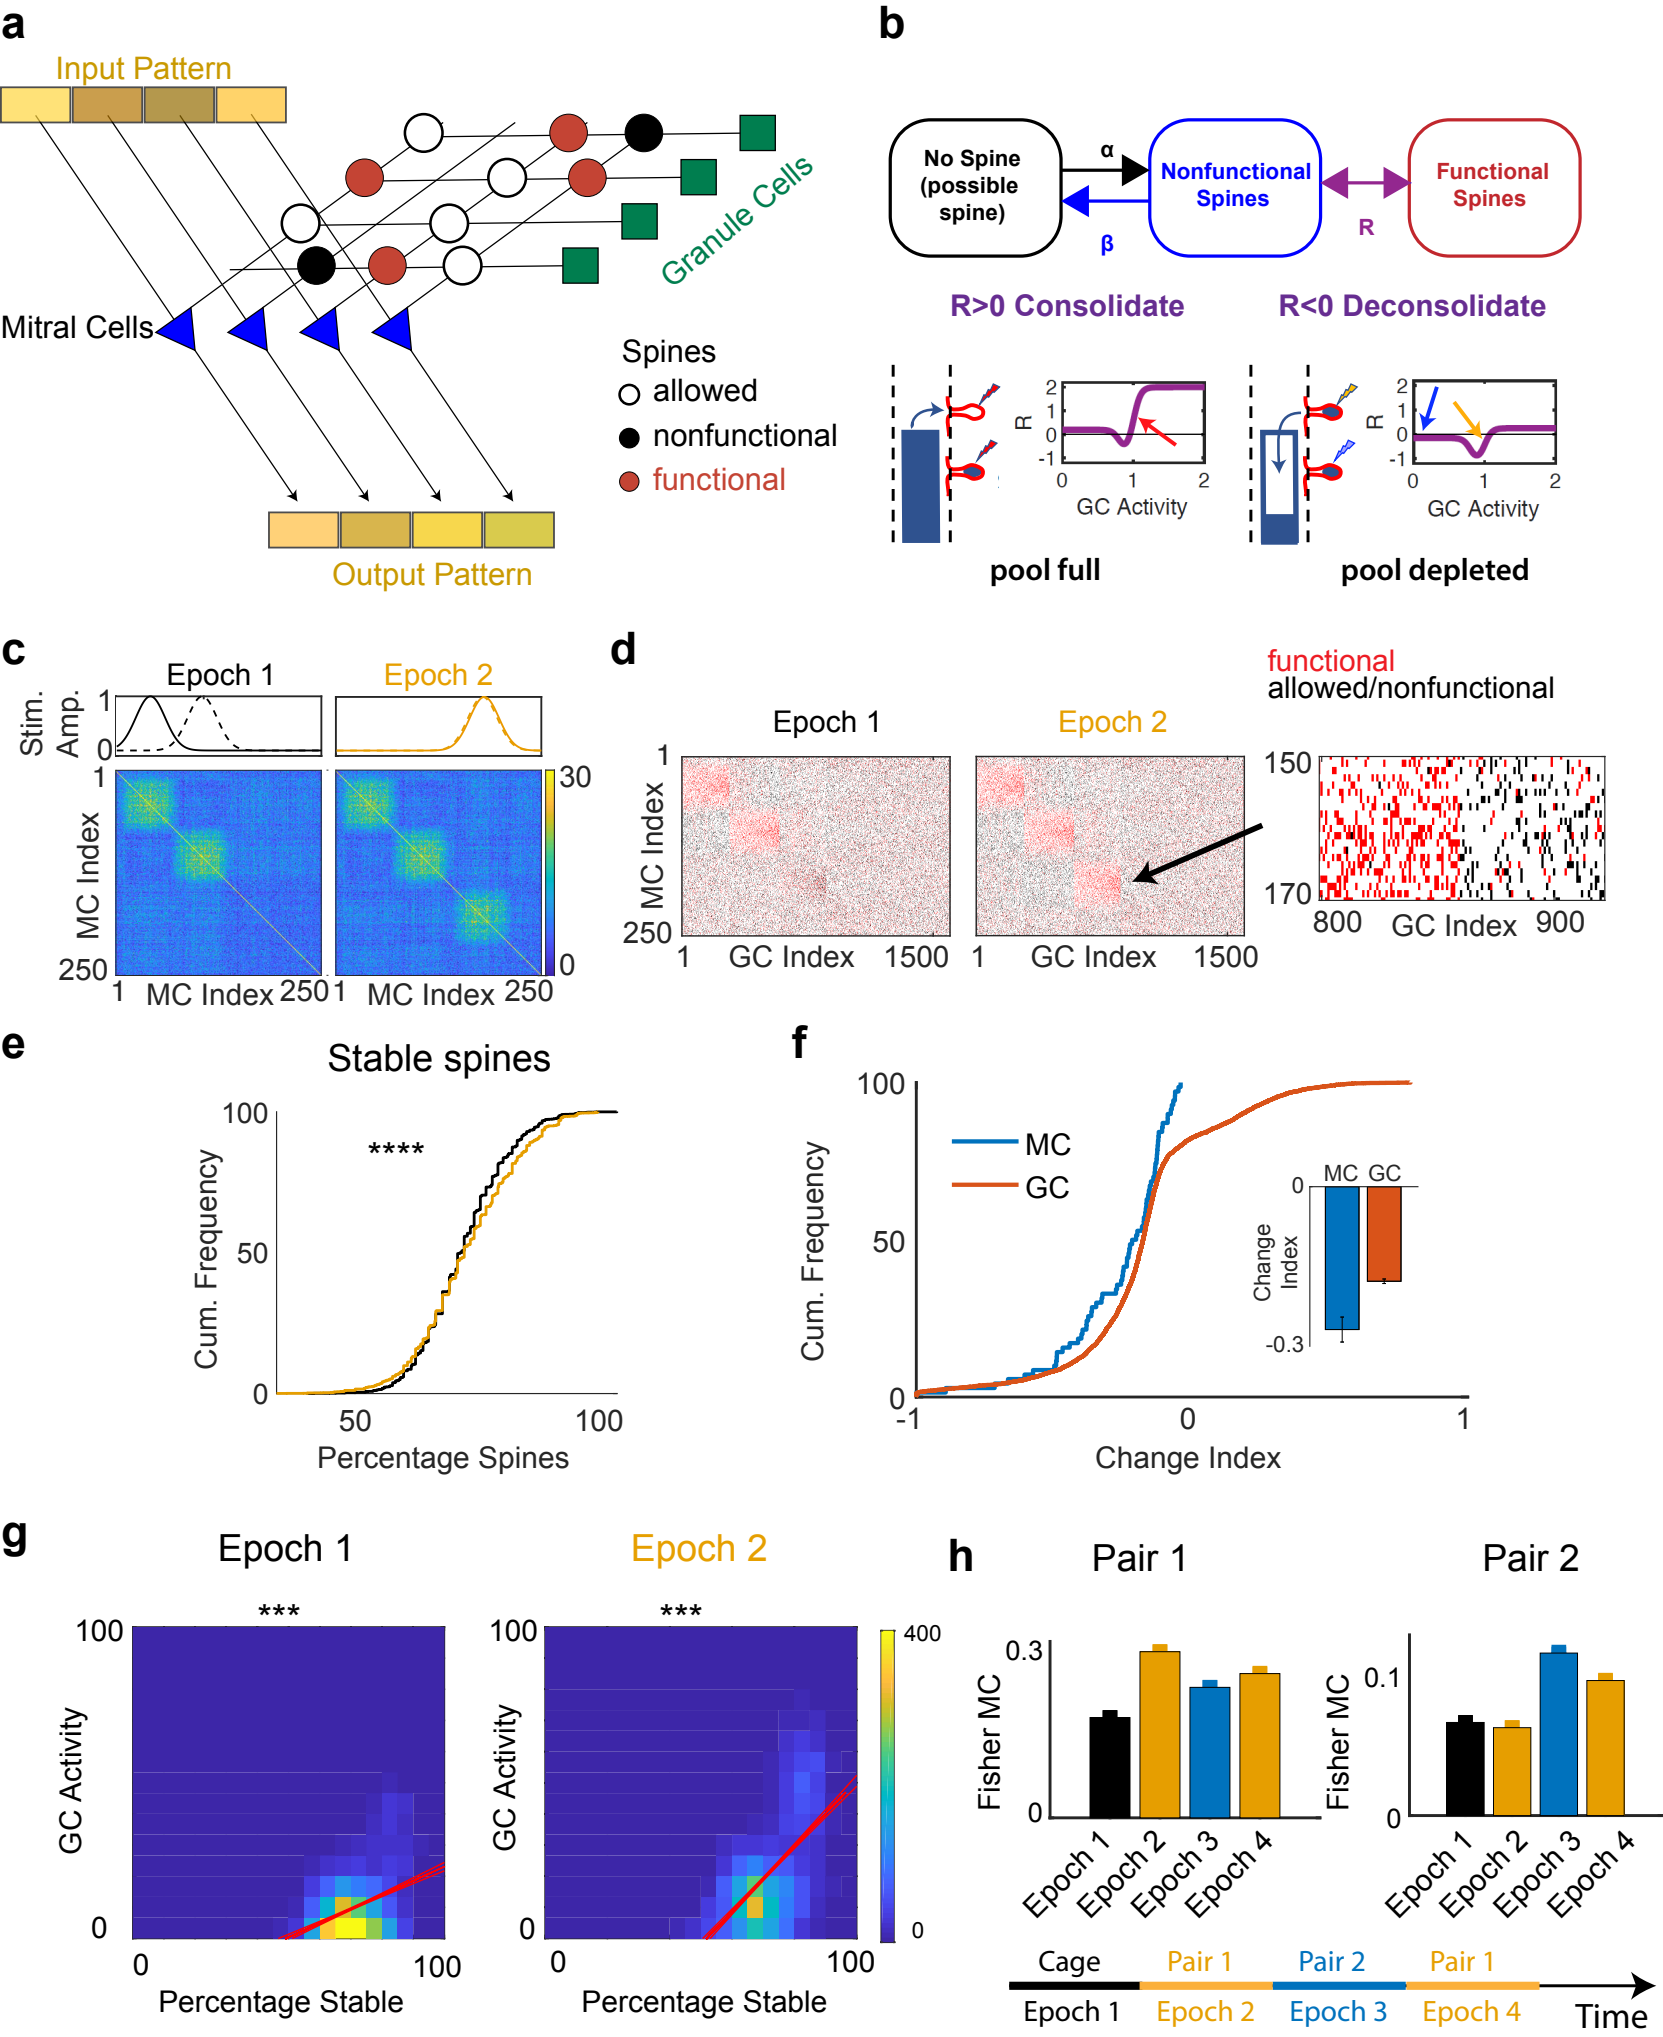 a
Input Pattern
Granule Cells
Mitral Cells
Spines
allowed
nonfunctional
functional
Output Pattern
b
No Spine
(possible
spine)
α
β
Nonfunctional
Spines
R
Functional
Spines
R>0 Consolidate
R<0 Deconsolidate
R
2
1
0
-1
0
1
2
GC Activity
pool full
R
2
1
0
-1
0
1
2
GC Activity
pool depleted
c
Epoch 1
Epoch 2
Stim.
Amp.
1
0
MC Index
1
250
1
MC Index
250
1
MC Index
250
30
0
d
functional
allowed/nonfunctional
Epoch 1
Epoch 2
MC Index
1
250
1
GC Index
1500
1
GC Index
1500
150
170
800
GC Index
900
e
Stable spines
****
Cum. Frequency
100
50
0
50
100
Percentage Spines
f
Cum. Frequency
100
50
0
-1
0
1
Change Index
MC
GC
MC GC
0
-0.3
Change
Index
g
Epoch 1
***
GC Activity
100
0
0
100
Percentage Stable
Epoch 2
***
GC Activity
100
0
0
100
Percentage Stable
400
0
h
Pair 1
Fisher MC
0.3
0
Epoch 1
Epoch 2
Epoch 3
Epoch 4
Pair 2
Fisher MC
0.1
0
Epoch 1
Epoch 2
Epoch 3
Epoch 4
Cage
Pair 1
Pair 2
Pair 1
Epoch 1
Epoch 2
Epoch 3
Epoch 4
Time